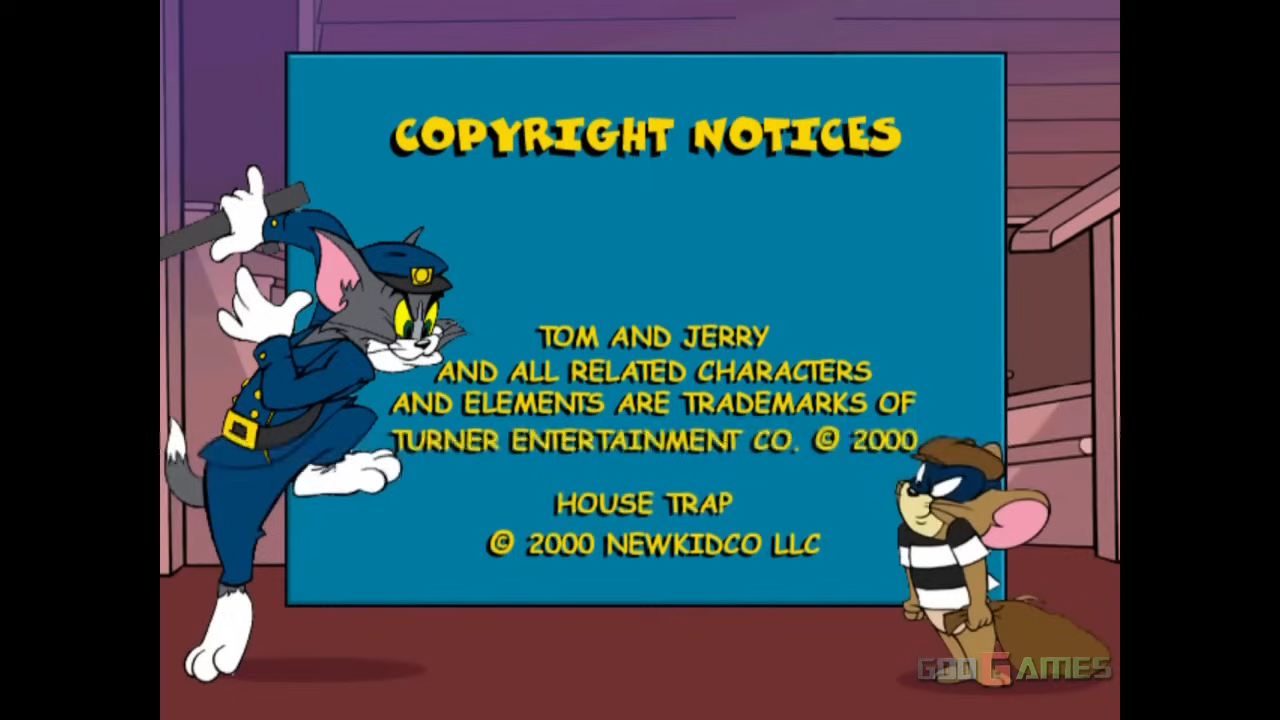 COPYRIGHT NOTICES
TOM AND JERRY
AND ALL RELATED CHARACTERS
AND ELEMENTS ARE TRADEMARKS OF
TURNER ENTERTAINMENT CO. © 2000
HOUSE TRAP
© 2000 NEWKIDCO LLC
GOOGAMES